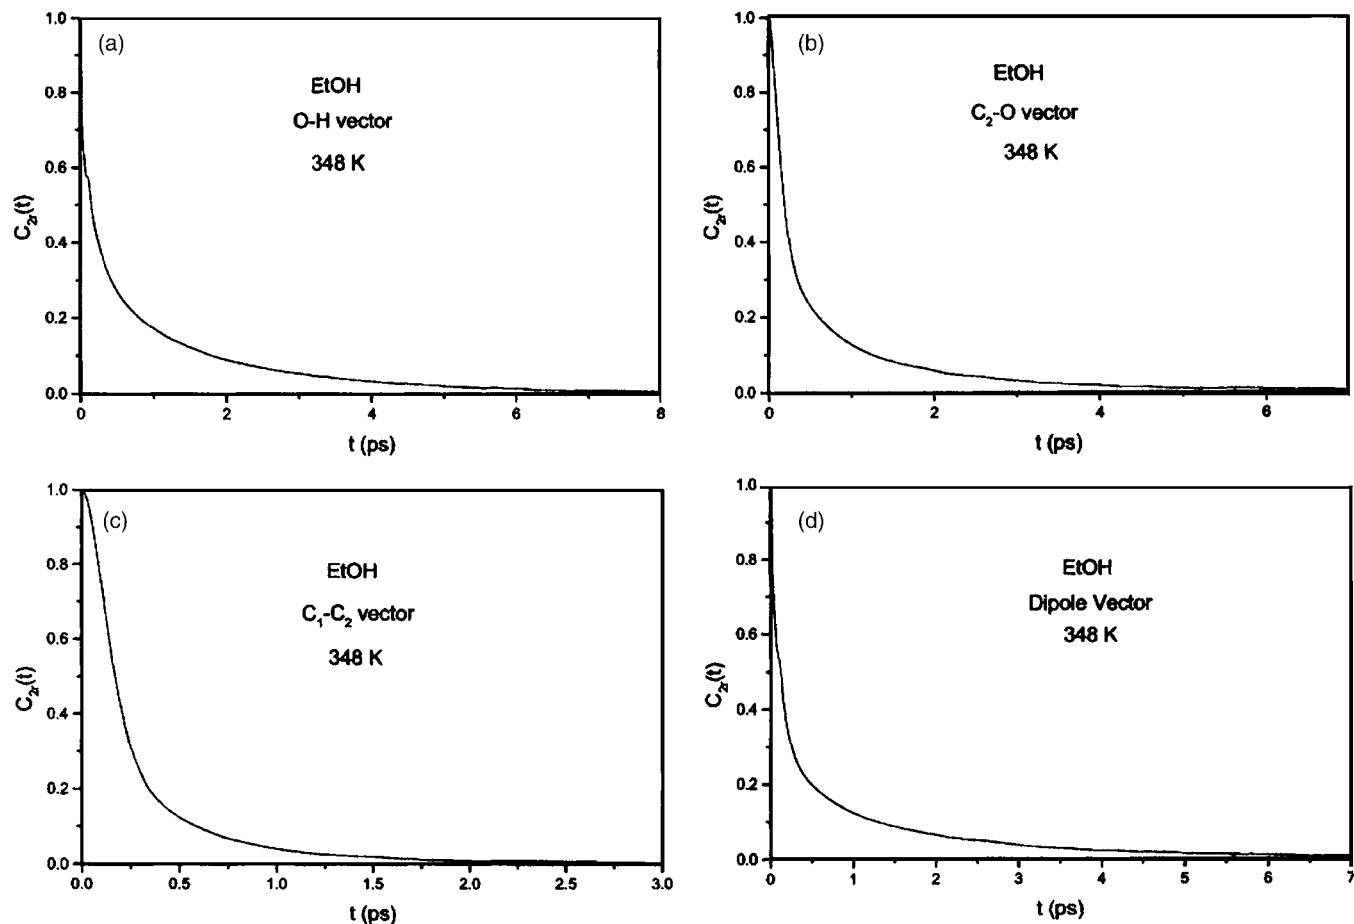 (a)
EtOH
O-H vector
348 K
C2r(t)
1.0
0.8
0.6
0.4
0.2
0.0
0 2 4 6 8
t (ps)
(b)
EtOH
C2-O vector
348 K
C2r(t)
1.0
0.8
0.6
0.4
0.2
0.0
0 2 4 6
t (ps)
(c)
EtOH
C1-C2 vector
348 K
C2r(t)
1.0
0.8
0.6
0.4
0.2
0.0
0.0 0.5 1.0 1.5 2.0 2.5 3.0
t (ps)
(d)
EtOH
Dipole Vector
348 K
C2r(t)
1.0
0.8
0.6
0.4
0.2
0.0
0 1 2 3 4 5 6 7
t (ps)